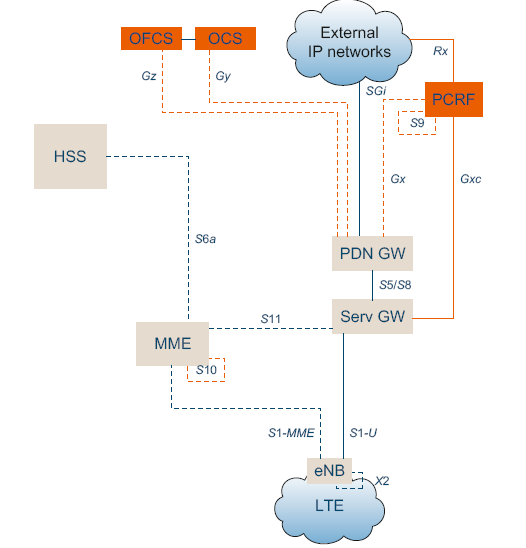 External
IP networks
OFCS
OCS
Rx
Gz
Gy
SGi
PCRF
S9
HSS
Gx
Gxc
S6a
PDN GW
S5/S8
Serv GW
S11
MME
S10
S1-MME
S1-U
eNB
X2
LTE